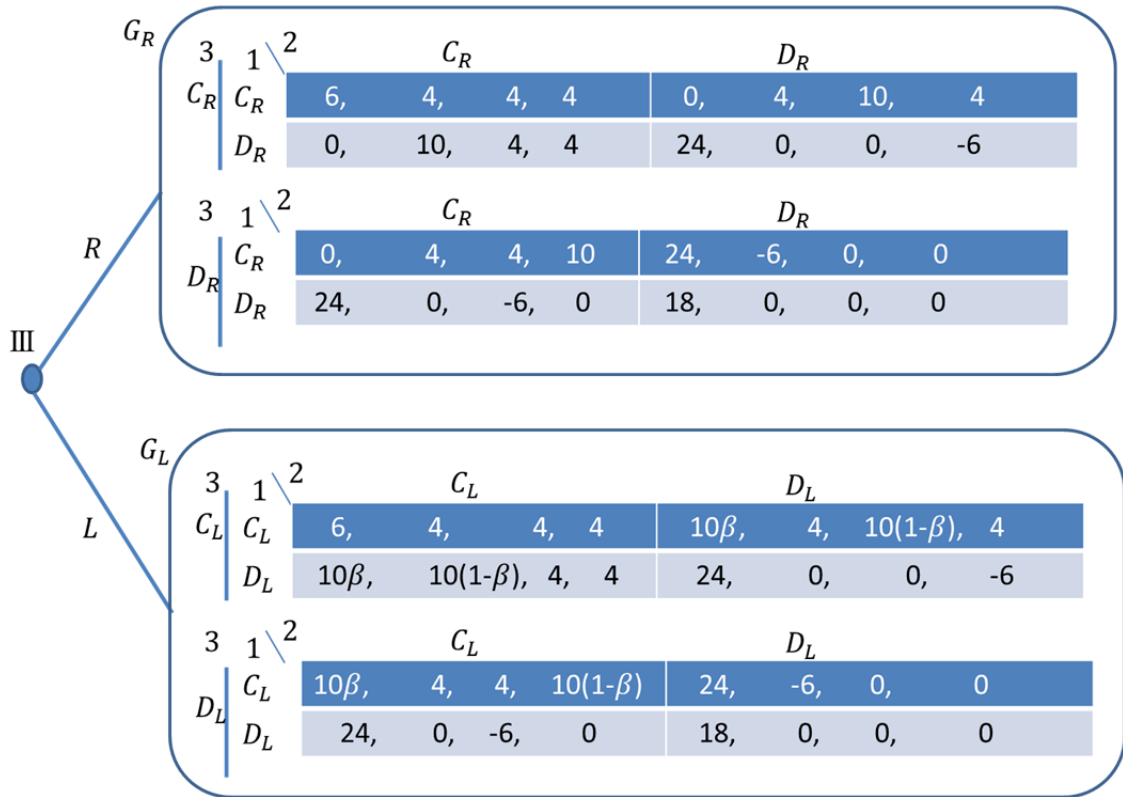 G_R
3 1 \ 2 C_R D_R
C_R C_R 6, 4, 4, 4 0, 4, 10, 4
D_R 0, 10, 4, 4 24, 0, 0, -6
3 1 \ 2 C_R D_R
D_R C_R 0, 4, 4, 10 24, -6, 0, 0
D_R 24, 0, -6, 0 18, 0, 0, 0
R
III
L
G_L
3 1 \ 2 C_L D_L
C_L C_L 6, 4, 4, 4 10β, 4, 10(1-β), 4
D_L 10β, 10(1-β), 4, 4 24, 0, 0, -6
3 1 \ 2 C_L D_L
D_L C_L 10β, 4, 4, 10(1-β) 24, -6, 0, 0
D_L 24, 0, -6, 0 18, 0, 0, 0